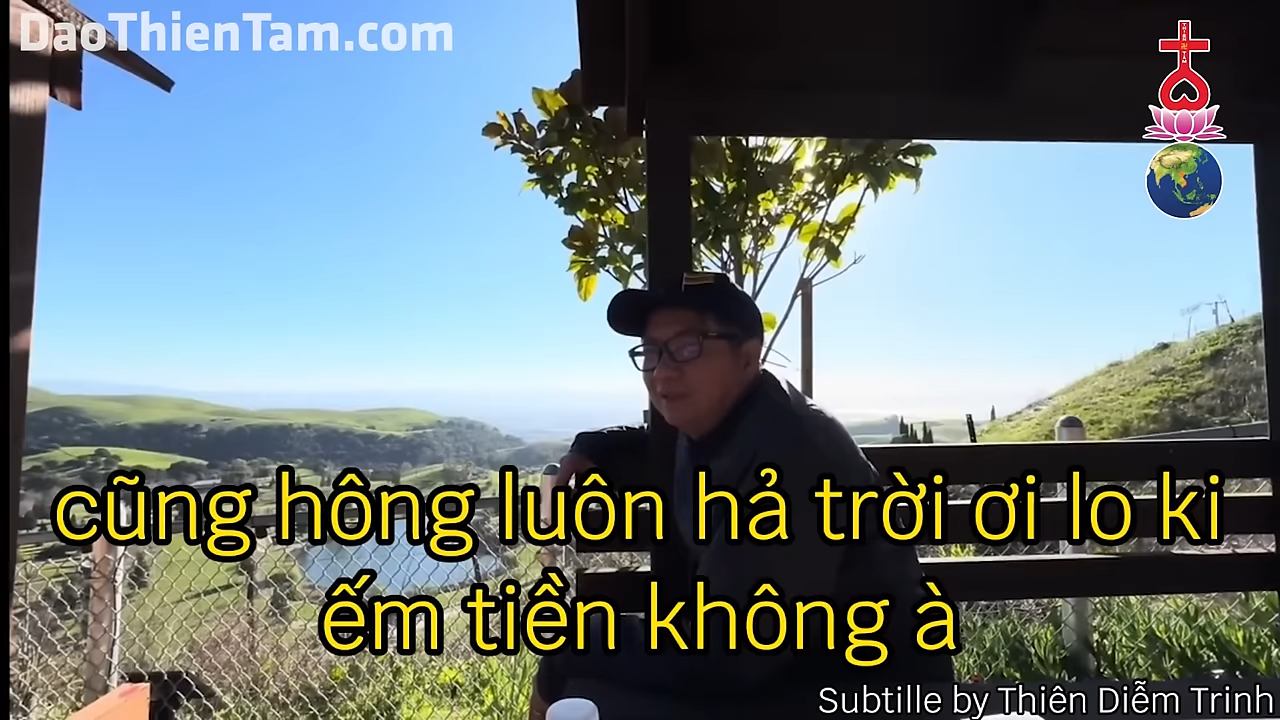 DaoThienTam.com
cũng hông luôn hả trời ơi lo ki
ếm tiền không à
Subtille by Thiên Diễm Trinh